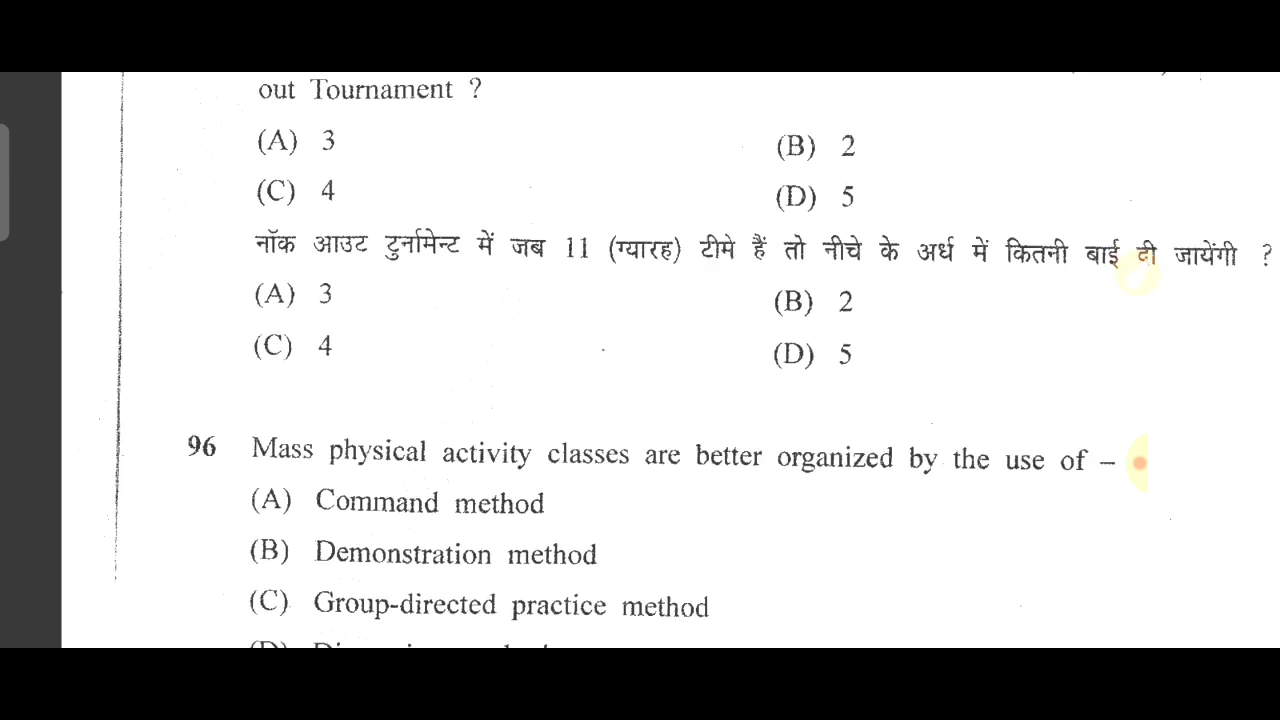 out Tournament ?
(A) 3 (B) 2
(C) 4 (D) 5
नॉक आउट टुर्नामेन्ट में जब 11 (ग्यारह) टीमे हैं तो नीचे के अर्ध में कितनी बाई दी जायेंगी ?
(A) 3 (B) 2
(C) 4 (D) 5
96 Mass physical activity classes are better organized by the use of –
(A) Command method
(B) Demonstration method
(C) Group-directed practice method